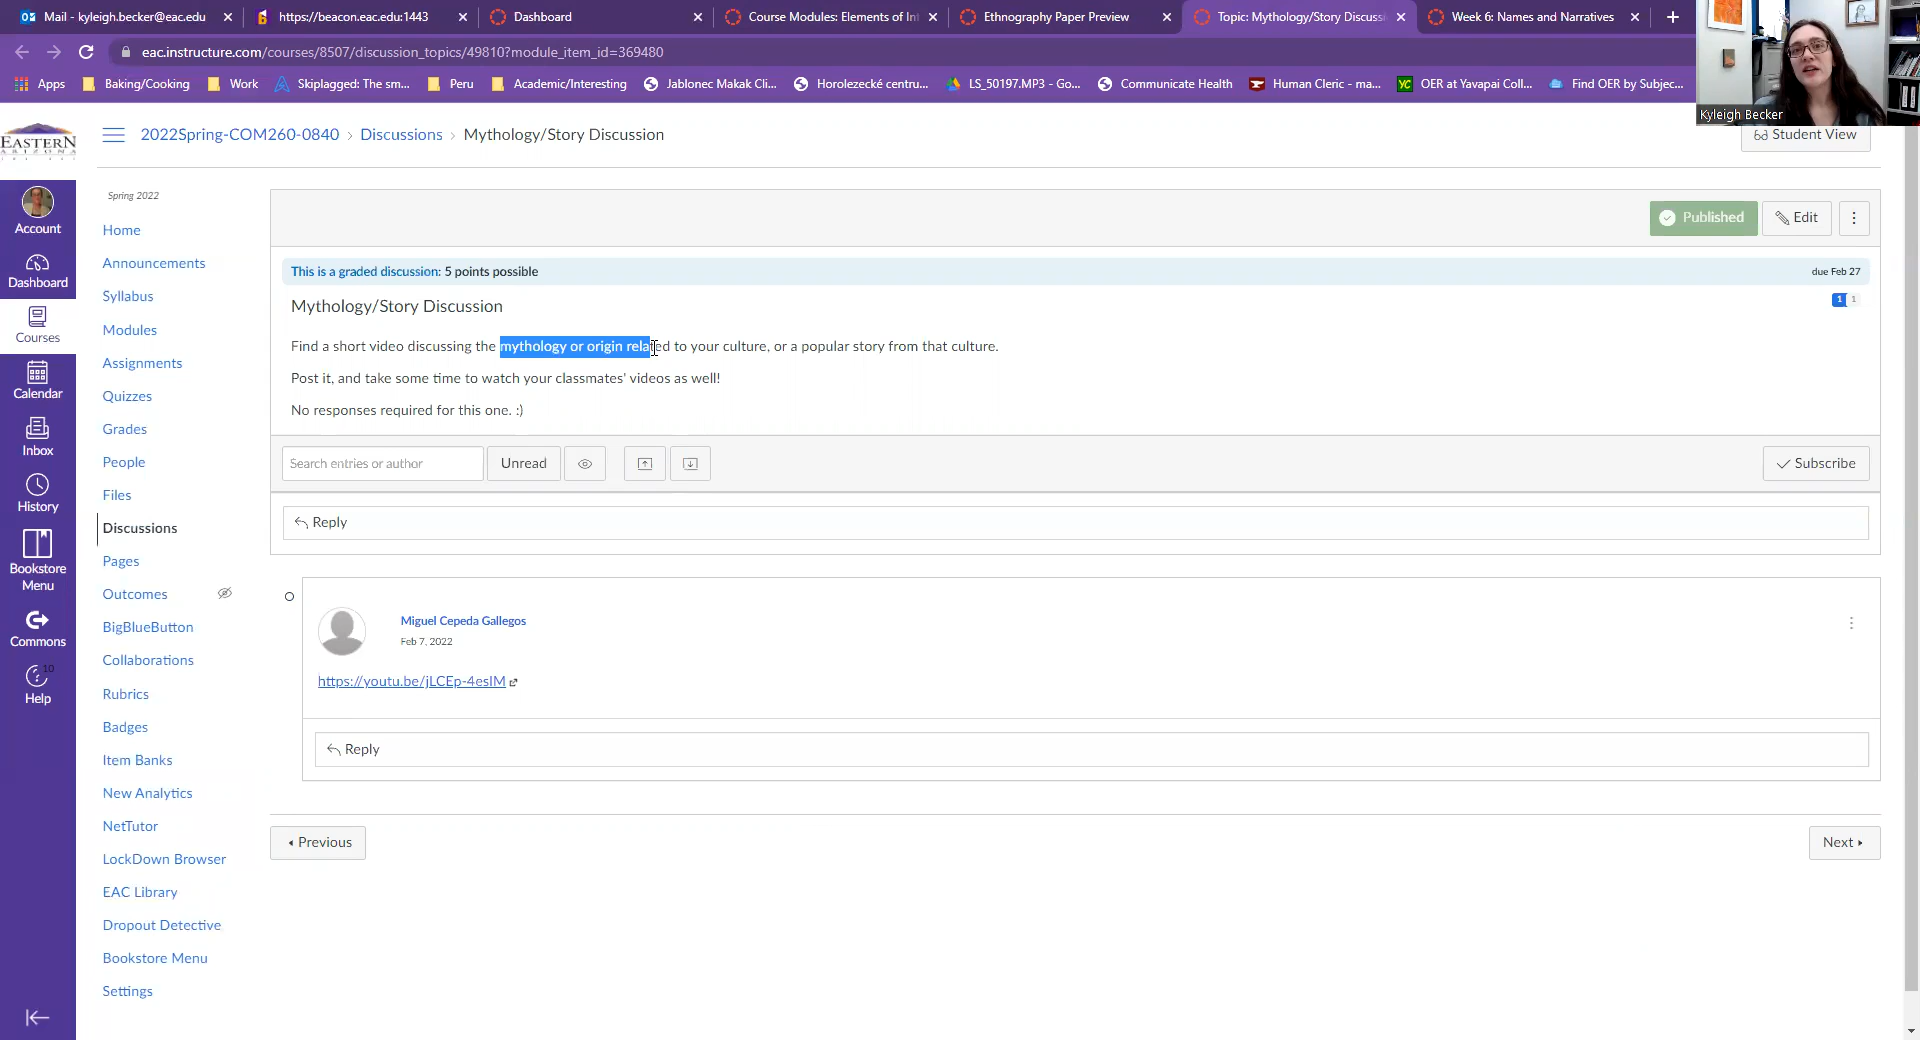 Mail - kyleigh.becker@eac.edu
https://beacon.eac.edu:1443
Dashboard
Course Modules: Elements of Int
Ethnography Paper Preview
Topic: Mythology/Story Discussi
Week 6: Names and Narratives
eac.instructure.com/courses/8507/discussion_topics/49810?module_item_id=369480
Apps
Baking/Cooking
Work
Skiplagged: The sm...
Peru
Academic/Interesting
Jablonec Makak Cli...
Horolezecké centru...
LS_50197.MP3 - Go...
Communicate Health
Human Cleric - ma...
YC
OER at Yavapai Coll...
Find OER by Subjec...
Kyleigh Becker
EASTERN
ARIZONA
2022Spring-COM260-0840 › Discussions › Mythology/Story Discussion
Student View
Account
Dashboard
Courses
Calendar
Inbox
History
Bookstore
Menu
Commons
10
Help
Spring 2022
Home
Announcements
Syllabus
Modules
Assignments
Quizzes
Grades
People
Files
Discussions
Pages
Outcomes
BigBlueButton
Collaborations
Rubrics
Badges
Item Banks
New Analytics
NetTutor
LockDown Browser
EAC Library
Dropout Detective
Bookstore Menu
Settings
Published
Edit
This is a graded discussion: 5 points possible
due Feb 27
Mythology/Story Discussion
1 1
Find a short video discussing the mythology or origin related to your culture, or a popular story from that culture.
Post it, and take some time to watch your classmates' videos as well!
No responses required for this one. :)
Search entries or author
Unread
Subscribe
Reply
Miguel Cepeda Gallegos
Feb 7, 2022
https://youtu.be/jLCEp-4esIM
Reply
Previous
Next